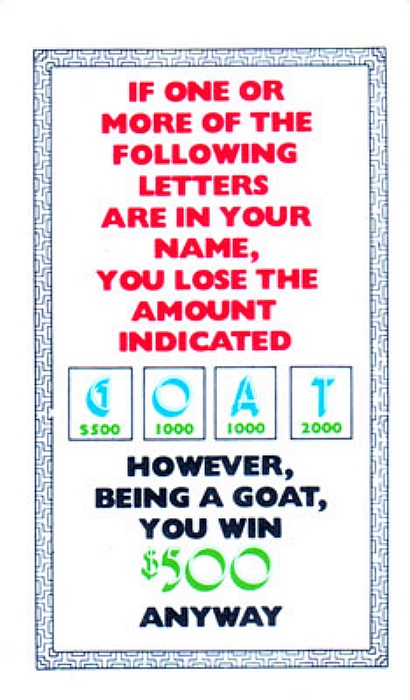 IF ONE OR
MORE OF THE
FOLLOWING
LETTERS
ARE IN YOUR
NAME,
YOU LOSE THE
AMOUNT
INDICATED
G O A T
$500 1000 1000 2000
HOWEVER,
BEING A GOAT,
YOU WIN
$500
ANYWAY